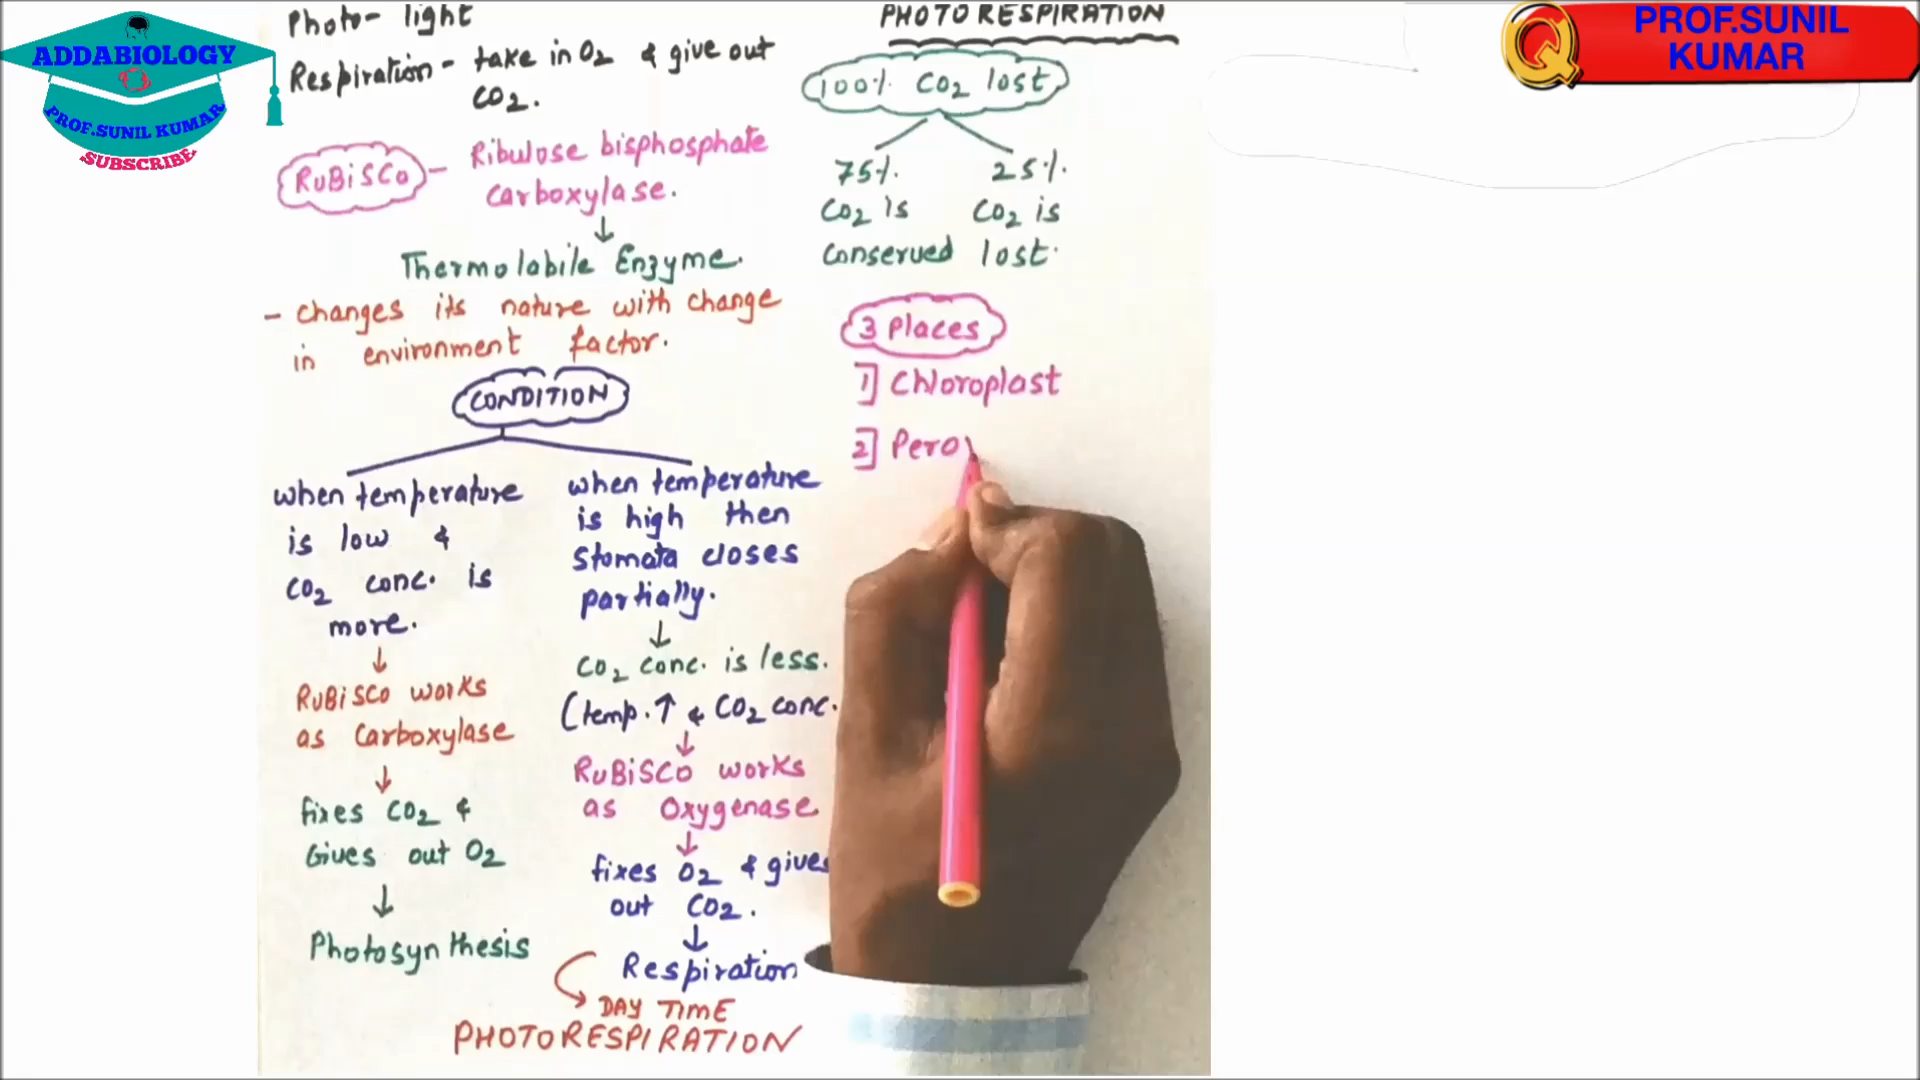 ADDABIOLOGY
PROF.SUNIL KUMAR
SUBSCRIBE
PROF.SUNIL
KUMAR
Photo- light
Respiration- take in O2 & give out
CO2.
RuBisCo - Ribulose bisphosphate
carboxylase.
↓
Thermolabile Enzyme.
- changes its nature with change
in environment factor.
CONDITION
when temperature
is low &
CO2 conc. is
more.
↓
RuBisco works
as Carboxylase
↓
fixes CO2 &
Gives out O2
↓
Photosynthesis
when temperature
is high then
stomata closes
partially.
↓
CO2 conc. is less.
(temp.↑ & CO2 conc.
↓
RuBisCO works
as Oxygenase
↓
fixes O2 & gives
out CO2.
↓
Respiration
DAY TIME
PHOTORESPIRATION
PHOTORESPIRATION
100% CO2 lost
75%
CO2 is
conserved
25%
CO2 is
lost.
3 Places
1] Chloroplast
2] Pero